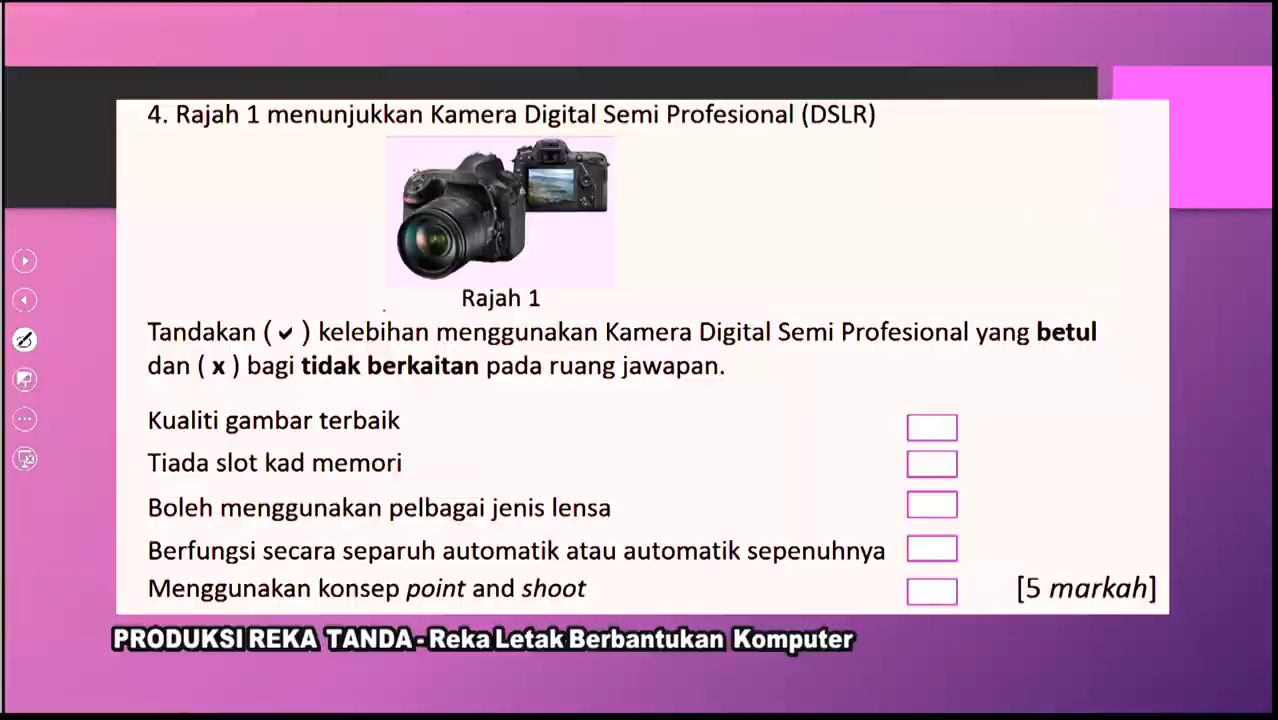 4. Rajah 1 menunjukkan Kamera Digital Semi Profesional (DSLR)
Rajah 1
Tandakan ( ✓ ) kelebihan menggunakan Kamera Digital Semi Profesional yang betul
dan ( x ) bagi tidak berkaitan pada ruang jawapan.
Kualiti gambar terbaik
Tiada slot kad memori
Boleh menggunakan pelbagai jenis lensa
Berfungsi secara separuh automatik atau automatik sepenuhnya
Menggunakan konsep point and shoot [5 markah]
PRODUKSI REKA TANDA - Reka Letak Berbantukan Komputer